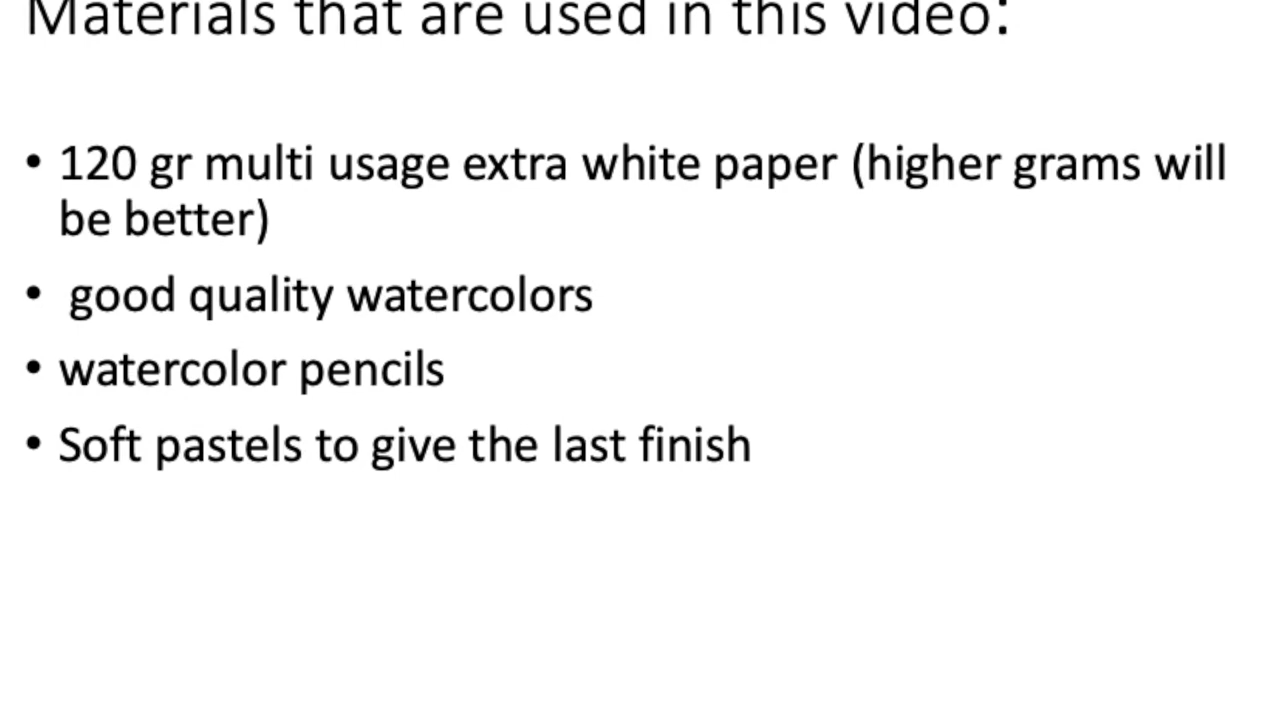 Materials that are used in this video:
• 120 gr multi usage extra white paper (higher grams will
be better)
• good quality watercolors
• watercolor pencils
• Soft pastels to give the last finish